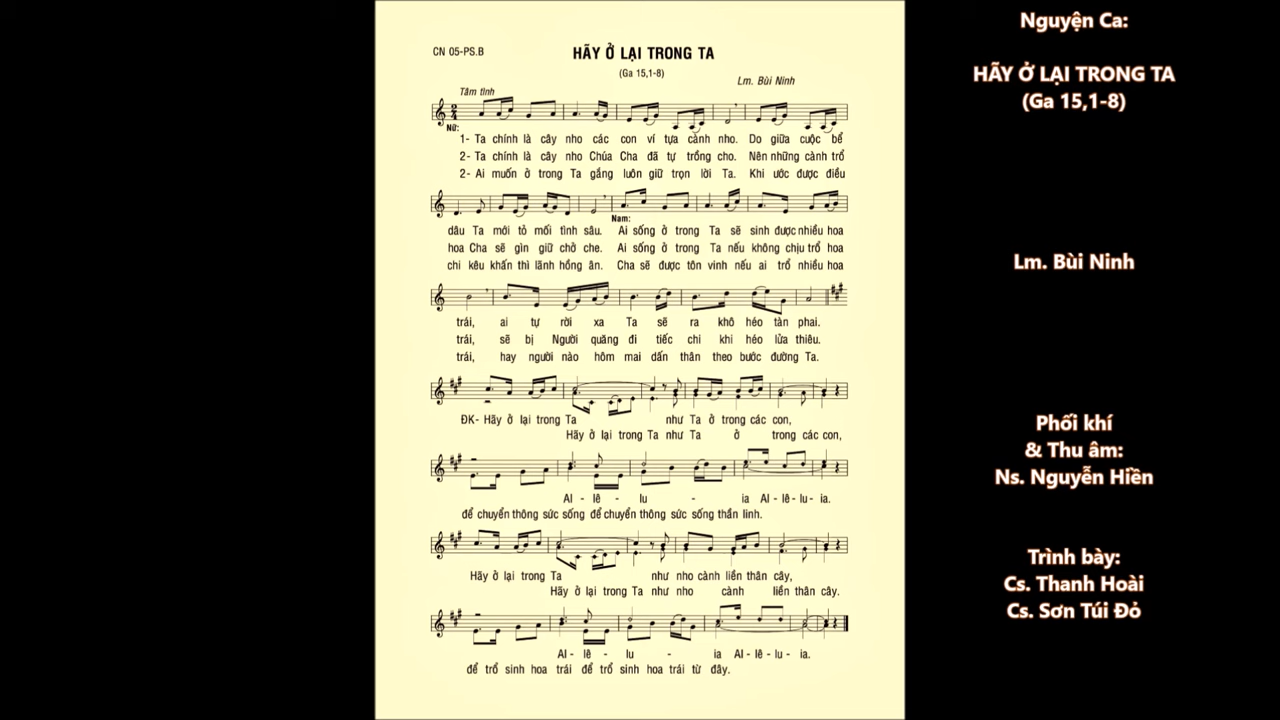 CN 05-PS.B
HÃY Ở LẠI TRONG TA
(Ga 15,1-8)
Lm. Bùi Ninh
Tâm tình
2
4
Nữ:
1- Ta chính là cây nho các con ví tựa cành nho. Do giữa cuộc bể
2- Ta chính là cây nho Chúa Cha đã tự trồng cho. Nên những cành trổ
2- Ai muốn ở trong Ta gắng luôn giữ trọn lời Ta. Khi ước được điều
Nam:
dâu Ta mới tỏ mối tình sâu. Ai sống ở trong Ta sẽ sinh được nhiều hoa
hoa Cha sẽ gìn giữ chở che. Ai sống ở trong Ta nếu không chịu trổ hoa
chi kêu khấn thì lãnh hồng ân. Cha sẽ được tôn vinh nếu ai trổ nhiều hoa
trái, ai tự rời xa Ta sẽ ra khô héo tàn phai.
trái, sẽ bị Người quăng đi tiếc chi khi héo lửa thiêu.
trái, hay người nào hôm mai dấn thân theo bước đường Ta.
ĐK- Hãy ở lại trong Ta như Ta ở trong các con,
Hãy ở lại trong Ta như Ta ở trong các con,
Al - lê - lu - ia Al-lê-lu-ia.
để chuyển thông sức sống để chuyển thông sức sống thần linh.
Hãy ở lại trong Ta như nho cành liền thân cây,
Hãy ở lại trong Ta như nho cành liền thân cây.
Al - lê - lu - ia Al-lê-lu-ia.
để trổ sinh hoa trái để trổ sinh hoa trái từ đây.
Nguyện Ca:
HÃY Ở LẠI TRONG TA
(Ga 15,1-8)
Lm. Bùi Ninh
Phối khí
& Thu âm:
Ns. Nguyễn Hiền
Trình bày:
Cs. Thanh Hoài
Cs. Sơn Túi Đỏ